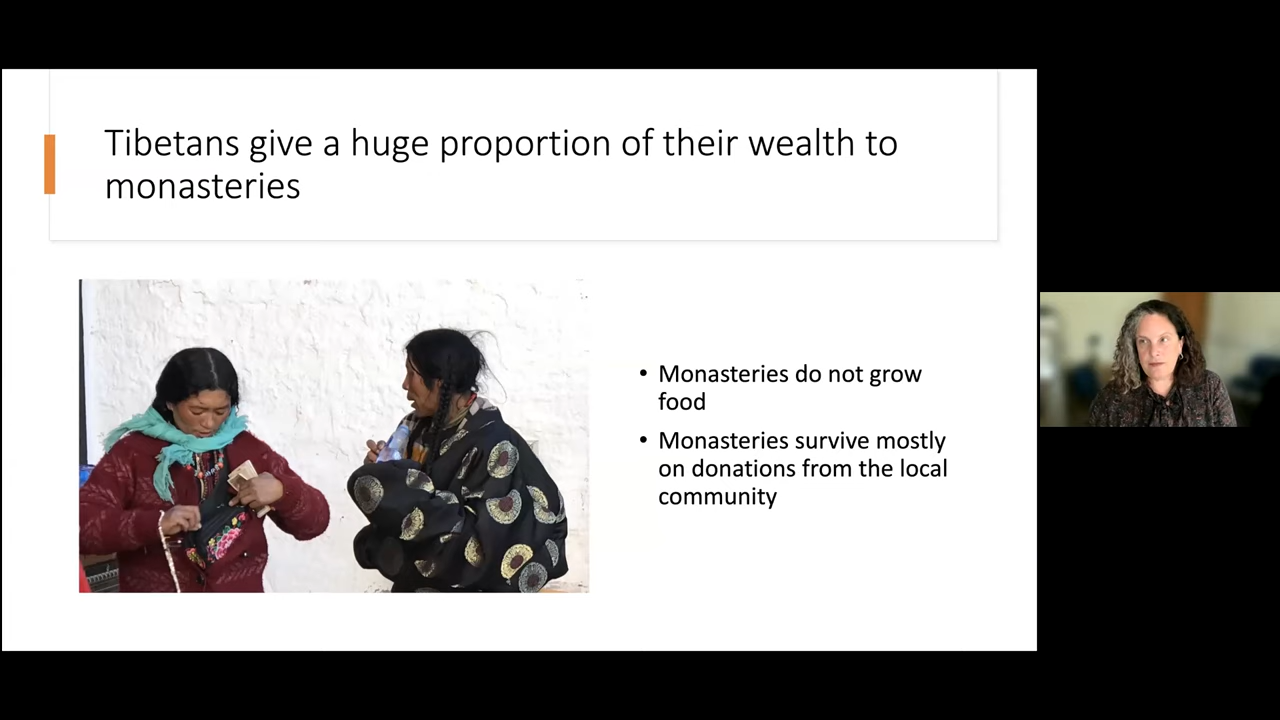 Tibetans give a huge proportion of their wealth to
monasteries
• Monasteries do not grow
food
• Monasteries survive mostly
on donations from the local
community